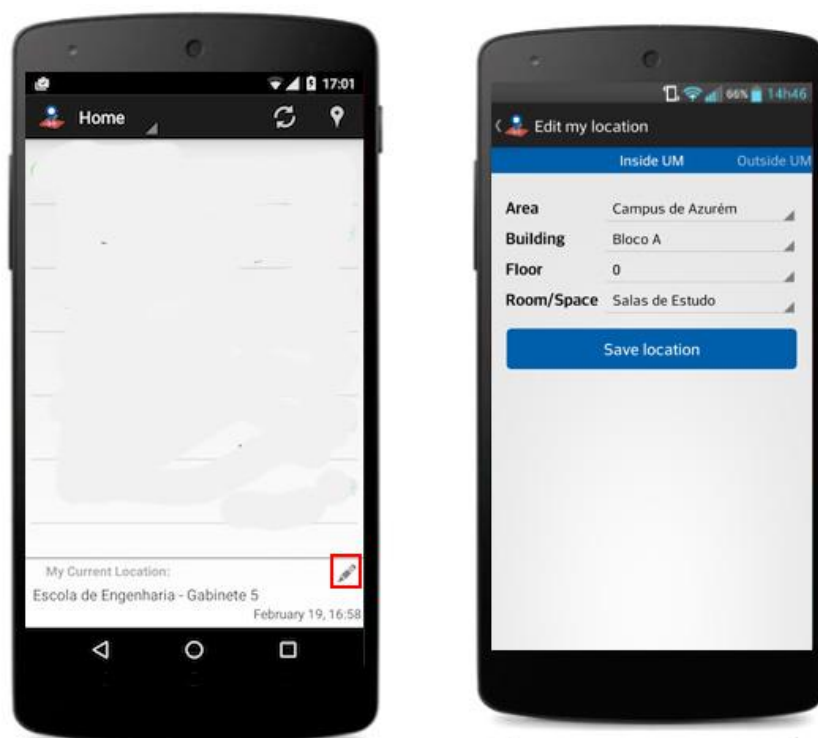 17:01
Home
My Current Location:
Escola de Engenharia - Gabinete 5
February 19, 16:58
66% 14h46
Edit my location
Inside UM Outside UM
Area Campus de Azurém
Building Bloco A
Floor 0
Room/Space Salas de Estudo
Save location